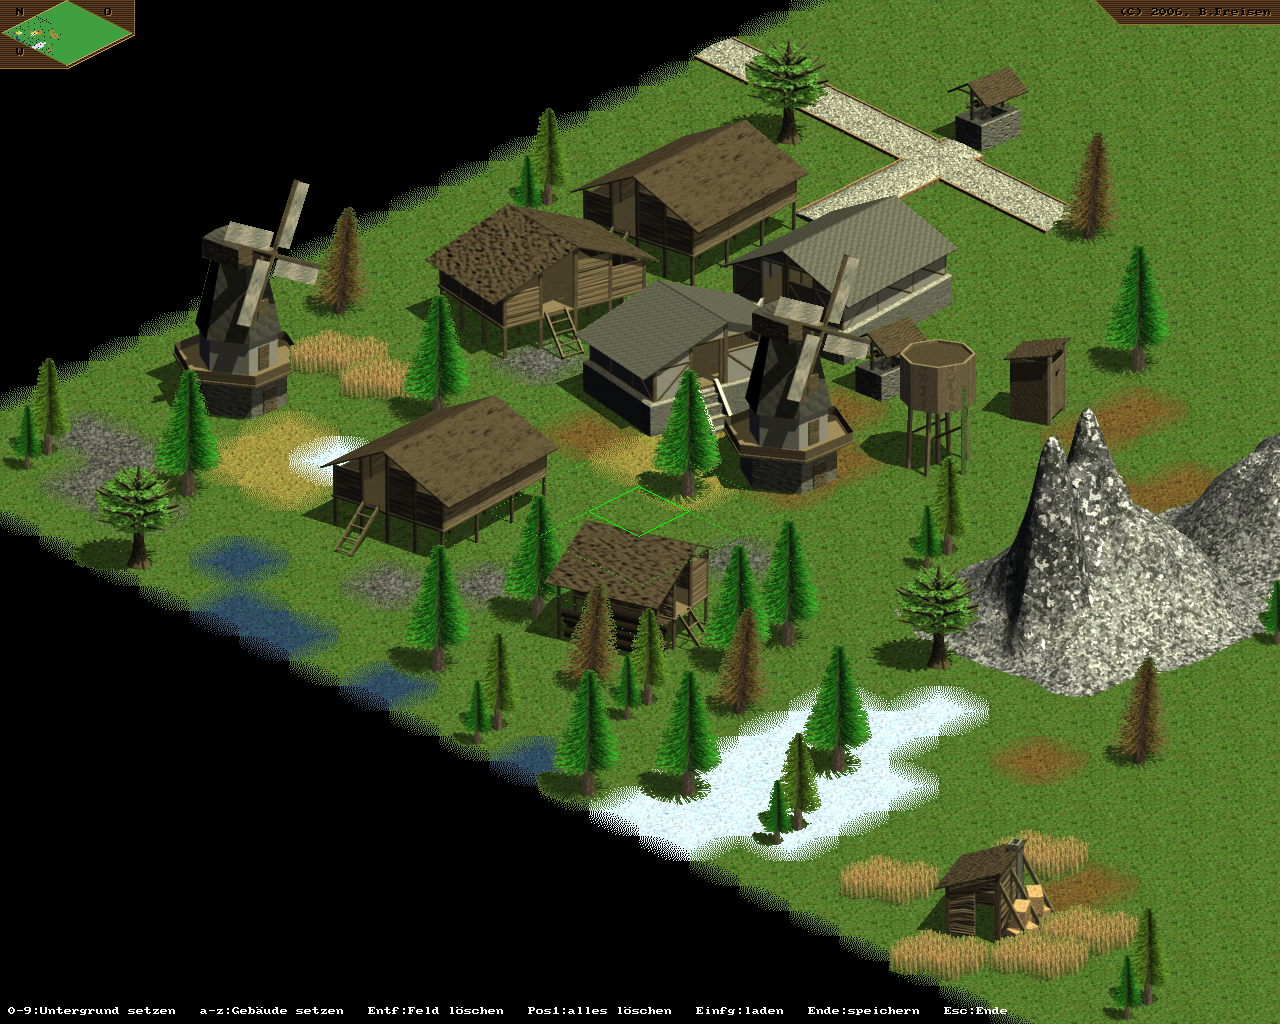 N O
W
(C) 2006, B.Freisen
0-9:Untergrund setzen a-z:Gebäude setzen Entf:Feld löschen Pos1:alles löschen Einfg:laden Ende:speichern Esc:Ende